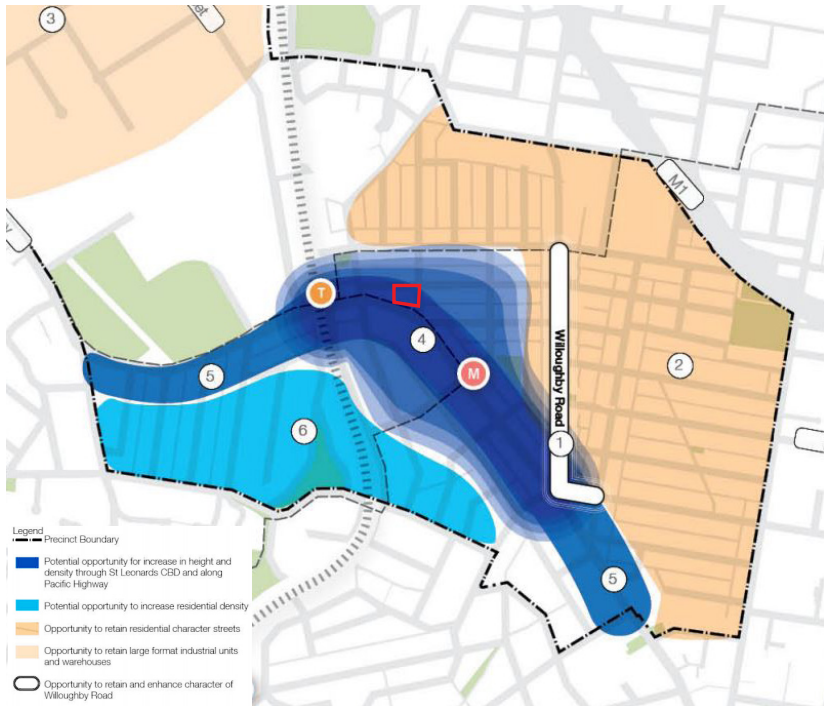 3
et
M1
T
4
5
2
M
Willoughby Road
1
6
5
Legend
Precinct Boundary
Potential opportunity for increase in height and
density through St Leonards CBD and along
Pacific Highway
Potential opportunity to increase residential density
Opportunity to retain residential character streets
Opportunity to retain large format industrial units
and warehouses
Opportunity to retain and enhance character of
Willoughby Road